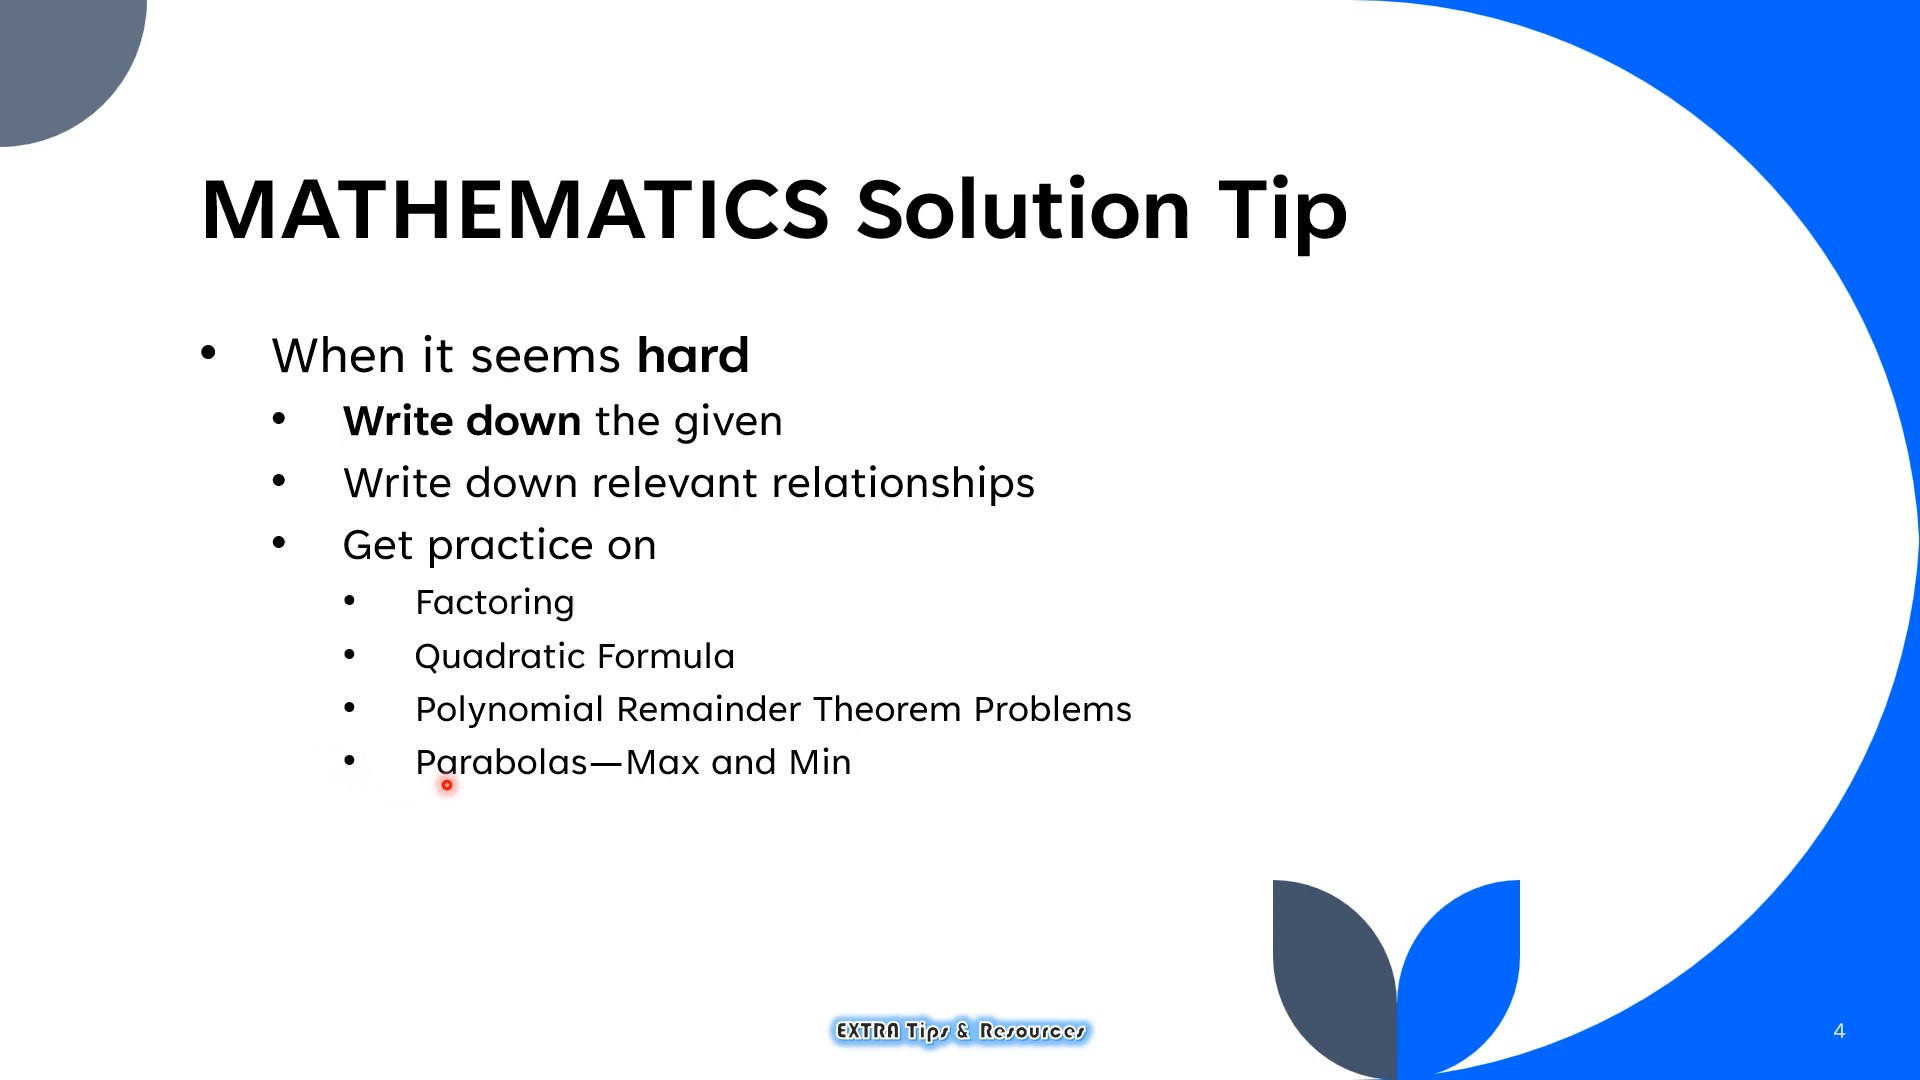 MATHEMATICS Solution Tip
• When it seems hard
• Write down the given
• Write down relevant relationships
• Get practice on
• Factoring
• Quadratic Formula
• Polynomial Remainder Theorem Problems
• Parabolas—Max and Min
EXTRA Tips & Resources
4